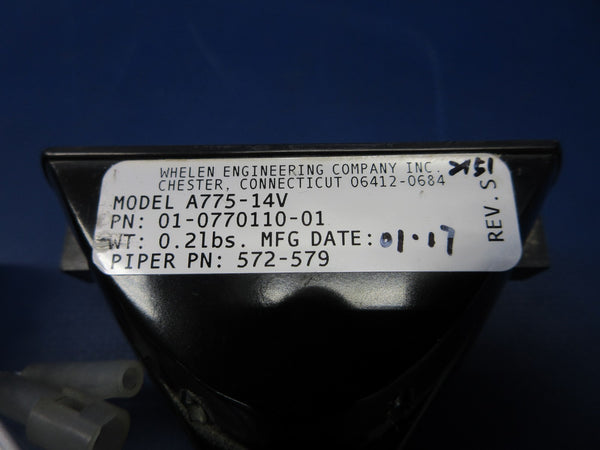 WHELEN ENGINEERING COMPANY INC.
CHESTER, CONNECTICUT 06412-0684
MODEL A775-14V
PN: 01-0770110-01
WT: 0.2lbs. MFG DATE: 01.17
PIPER PN: 572-579
REV. S